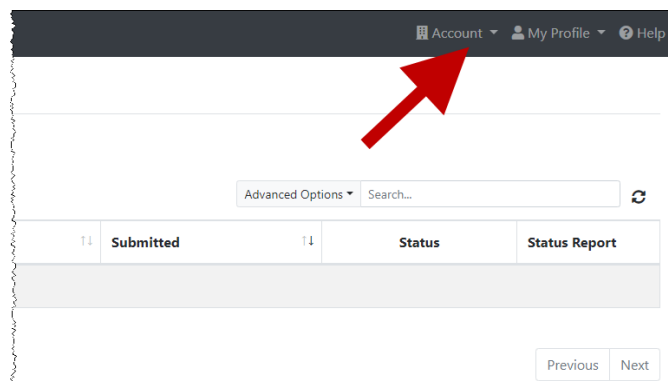 Account My Profile Help
Advanced Options Search...
Submitted Status Status Report
Previous Next